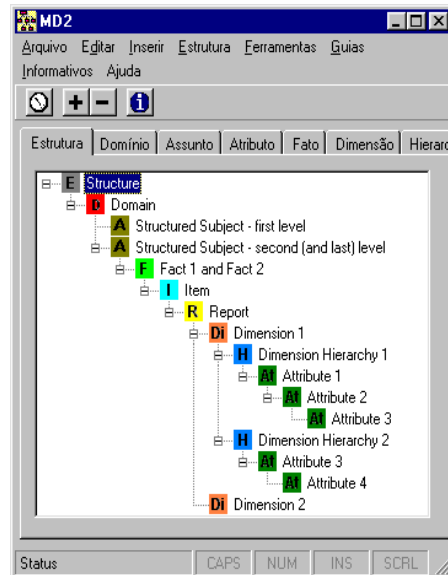 MD2
Arquivo Editar Inserir Estrutura Ferramentas Guias
Informativos Ajuda
Estrutura Domínio Assunto Atributo Fato Dimensão Hierarc
E Structure
D Domain
A Structured Subject - first level
A Structured Subject - second (and last) level
F Fact 1 and Fact 2
I Item
R Report
Di Dimension 1
H Dimension Hierarchy 1
At Attribute 1
At Attribute 2
At Attribute 3
H Dimension Hierarchy 2
At Attribute 3
At Attribute 4
Di Dimension 2
Status CAPS NUM INS SCRL